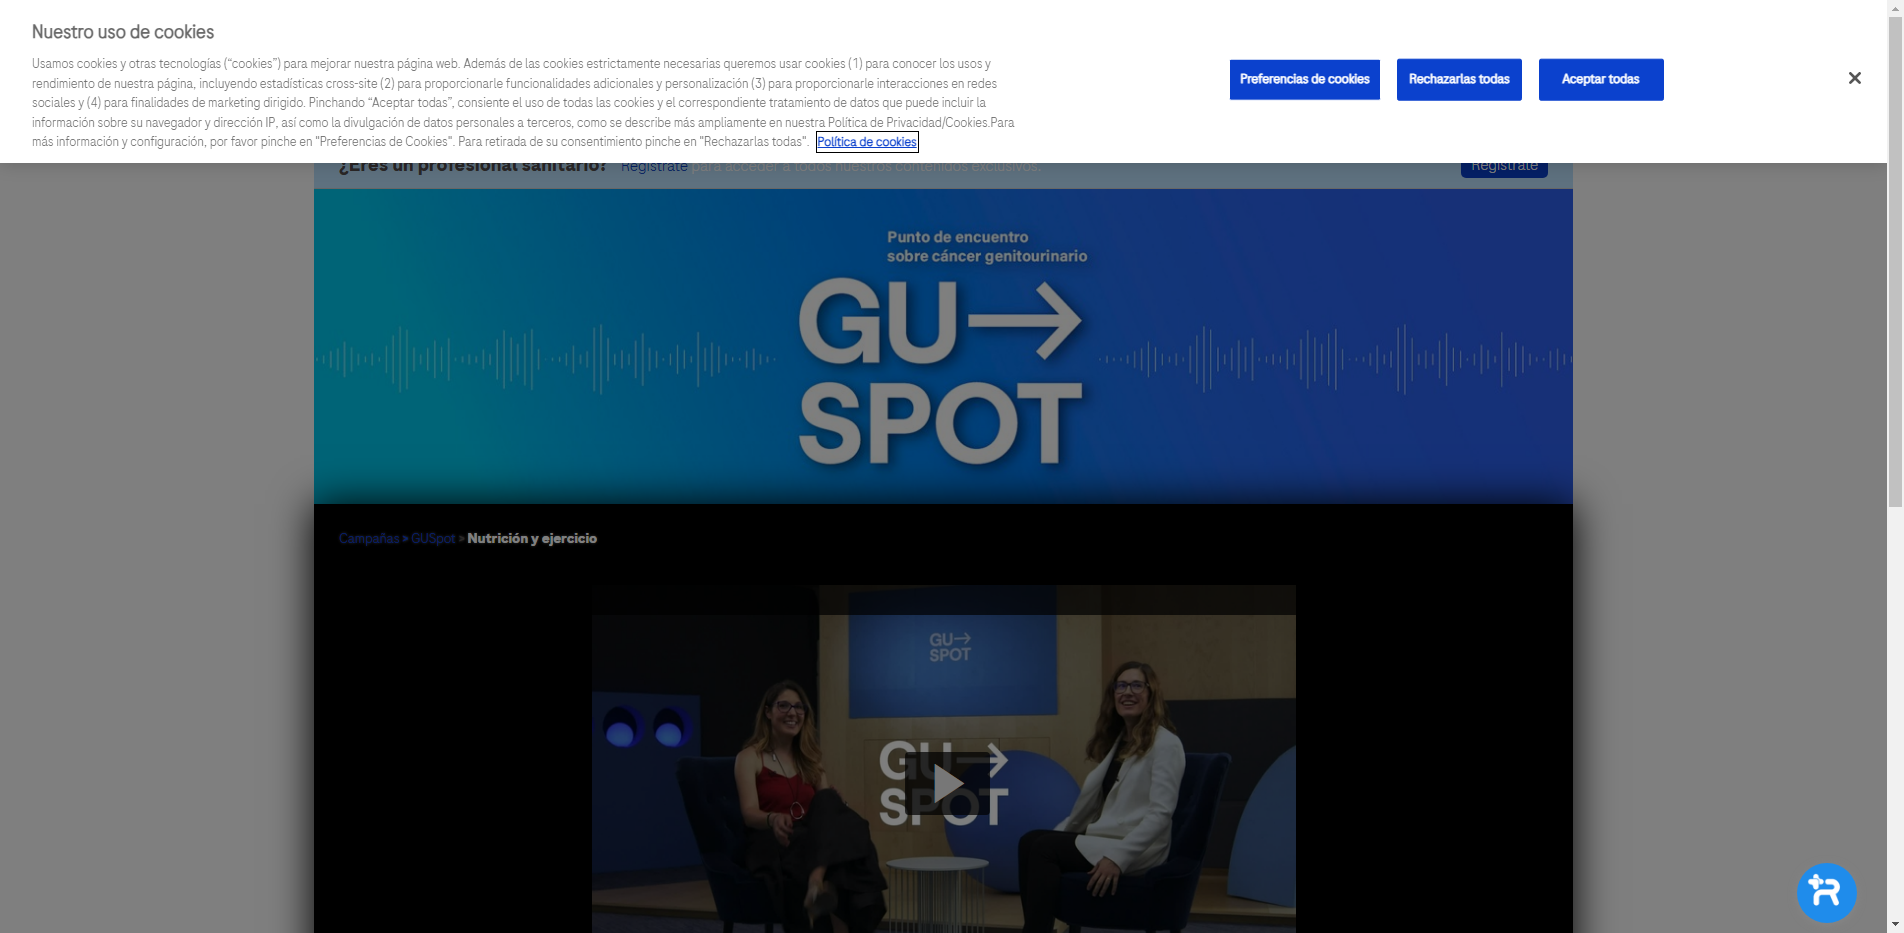 Nuestro uso de cookies
Usamos cookies y otras tecnologías (“cookies”) para mejorar nuestra página web. Además de las cookies estrictamente necesarias queremos usar cookies (1) para conocer los usos y
rendimiento de nuestra página, incluyendo estadísticas cross-site (2) para proporcionarle funcionalidades adicionales y personalización (3) para proporcionarle interacciones en redes
sociales y (4) para finalidades de marketing dirigido. Pinchando “Aceptar todas”, consiente el uso de todas las cookies y el correspondiente tratamiento de datos que puede incluir la
información sobre su navegador y dirección IP, así como la divulgación de datos personales a terceros, como se describe más ampliamente en nuestra Política de Privacidad/Cookies.Para
más información y configuración, por favor pinche en "Preferencias de Cookies". Para retirada de su consentimiento pinche en "Rechazarlas todas". Política de cookies
Preferencias de cookies
Rechazarlas todas
Aceptar todas
¿Eres un profesional sanitario? Regístrate para acceder a todos nuestros contenidos exclusivos.
Regístrate
Punto de encuentro
sobre cáncer genitourinario
GU
SPOT
Campañas » GUSpot » Nutrición y ejercicio
GU
SPOT
GU
SPOT
R